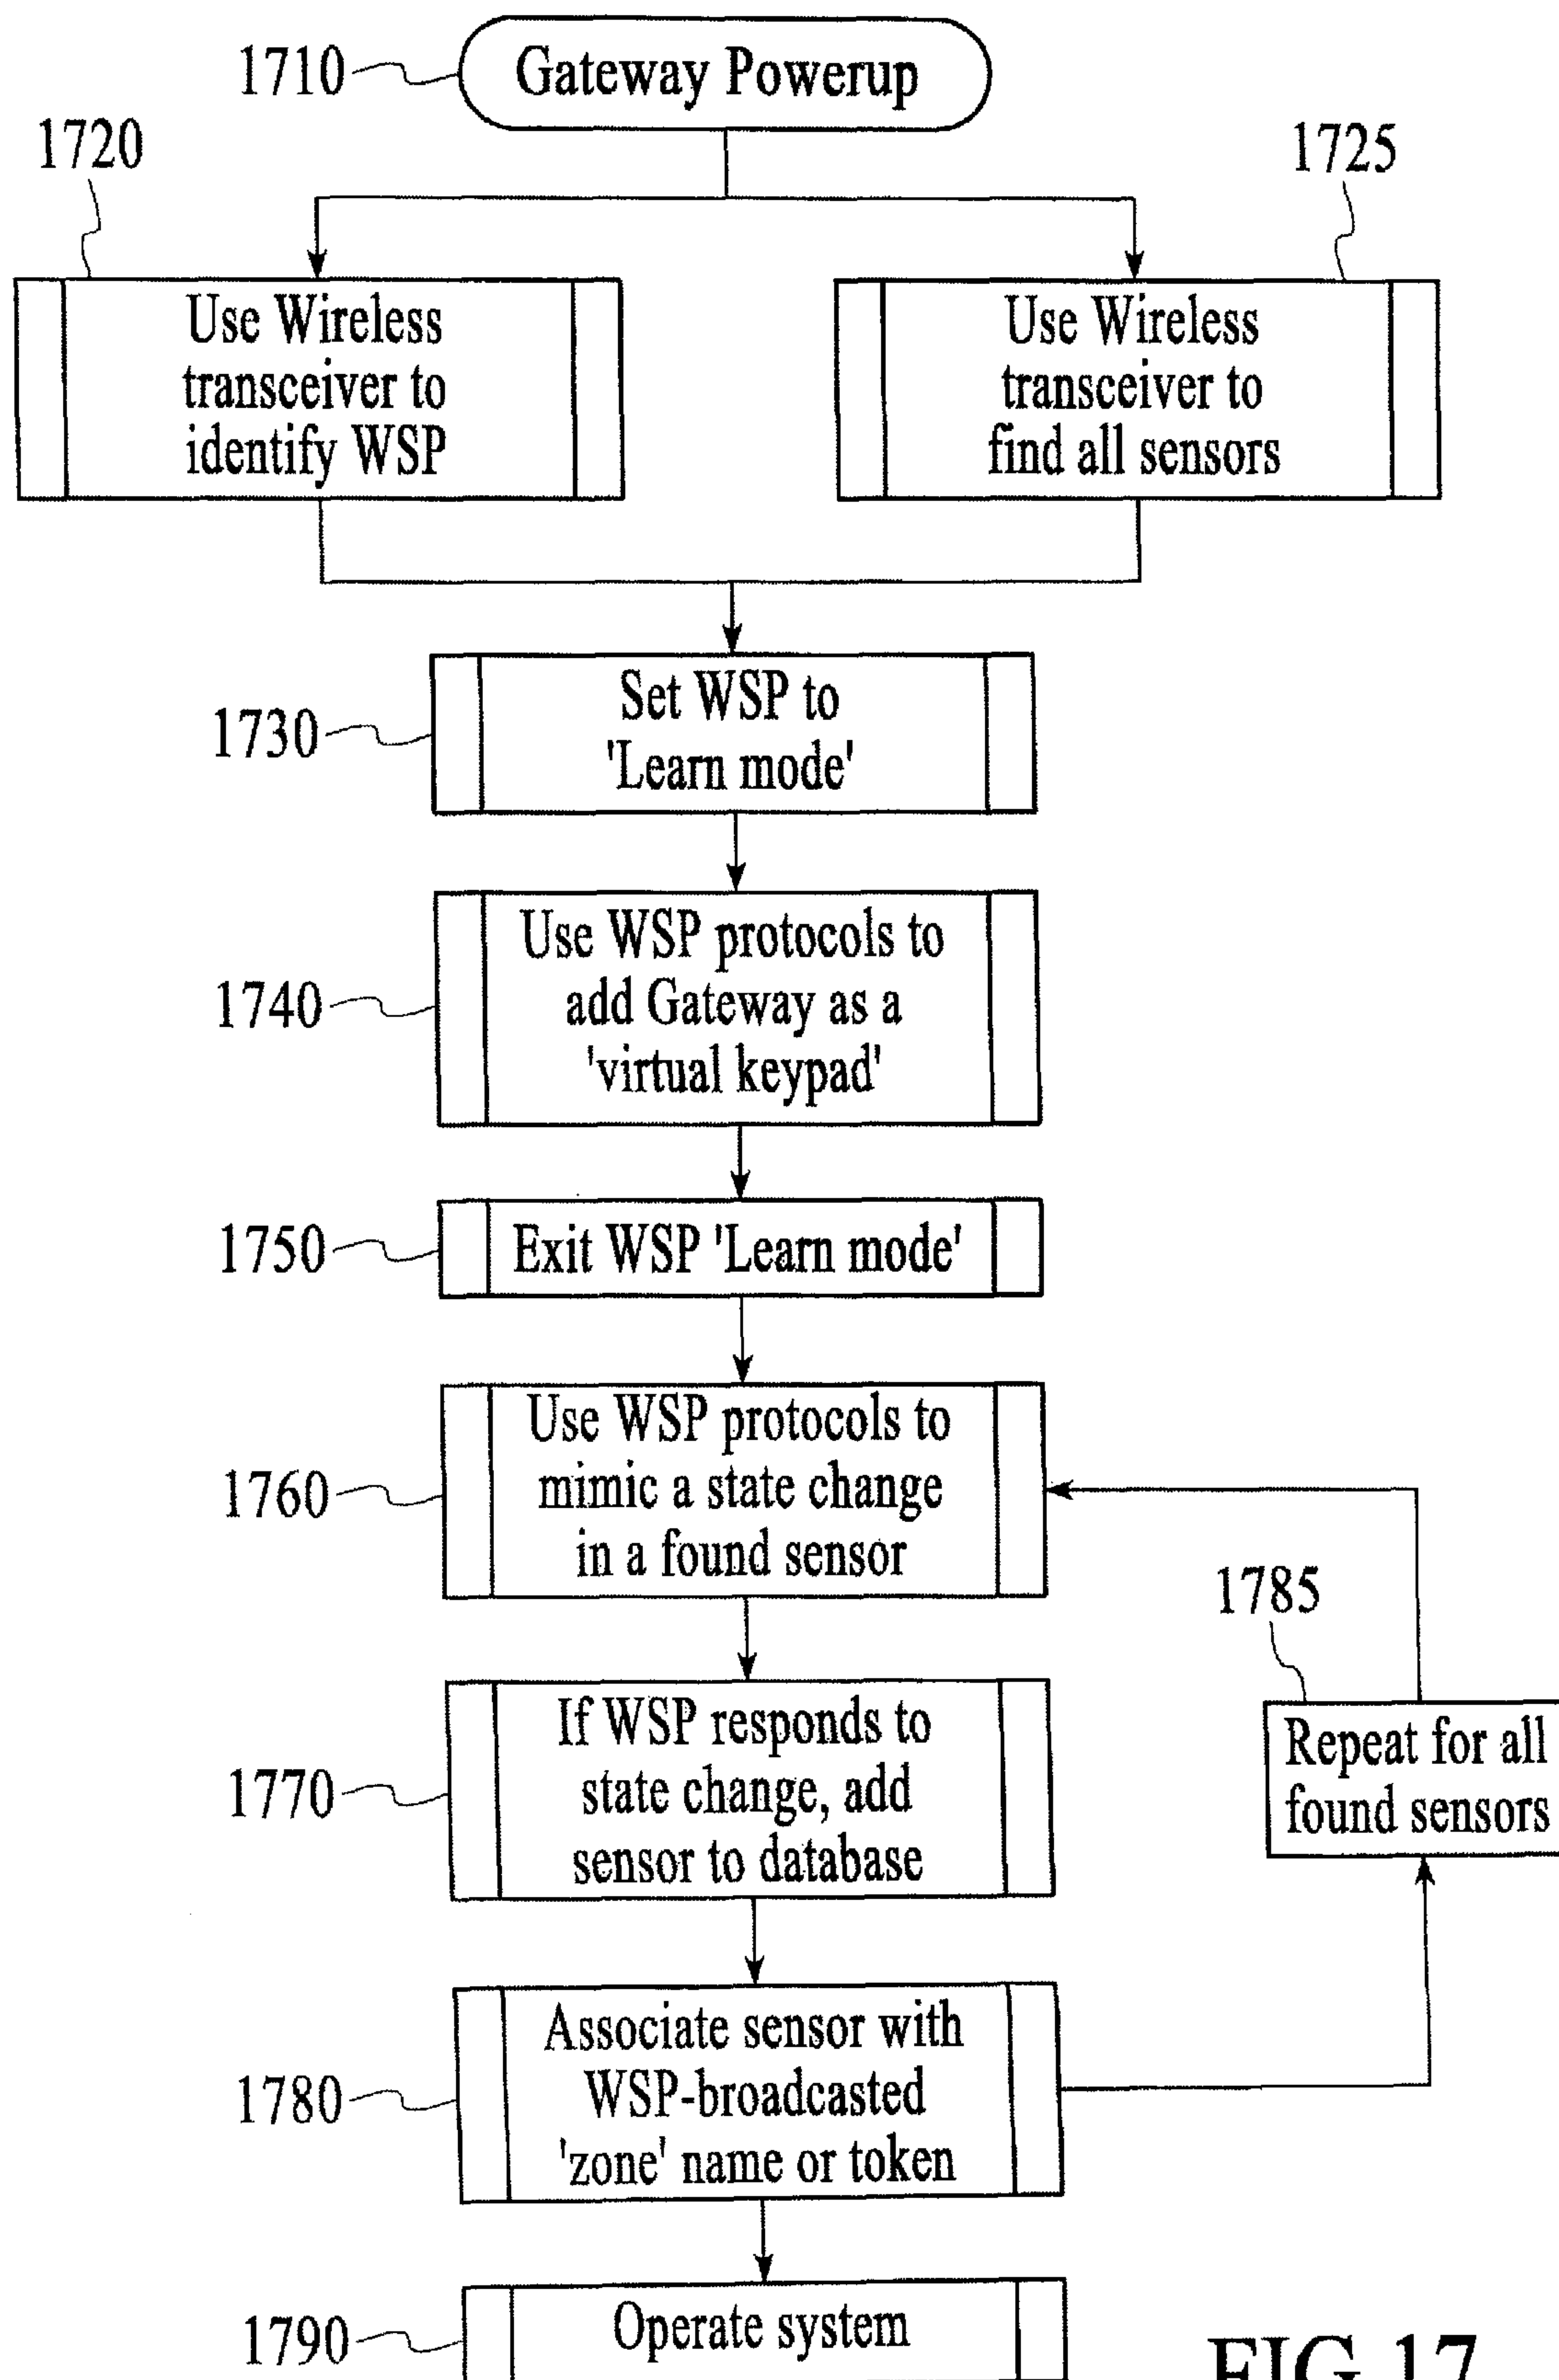 1710
Gateway Powerup
1720
1725
Use Wireless
transceiver to
identify WSP
Use Wireless
transceiver to
find all sensors
1730
Set WSP to
'Learn mode'
1740
Use WSP protocols to
add Gateway as a
'virtual keypad'
1750
Exit WSP 'Learn mode'
1760
Use WSP protocols to
mimic a state change
in a found sensor
1785
Repeat for all
found sensors
1770
If WSP responds to
state change, add
sensor to database
1780
Associate sensor with
WSP-broadcasted
'zone' name or token
1790
Operate system
FIG 17